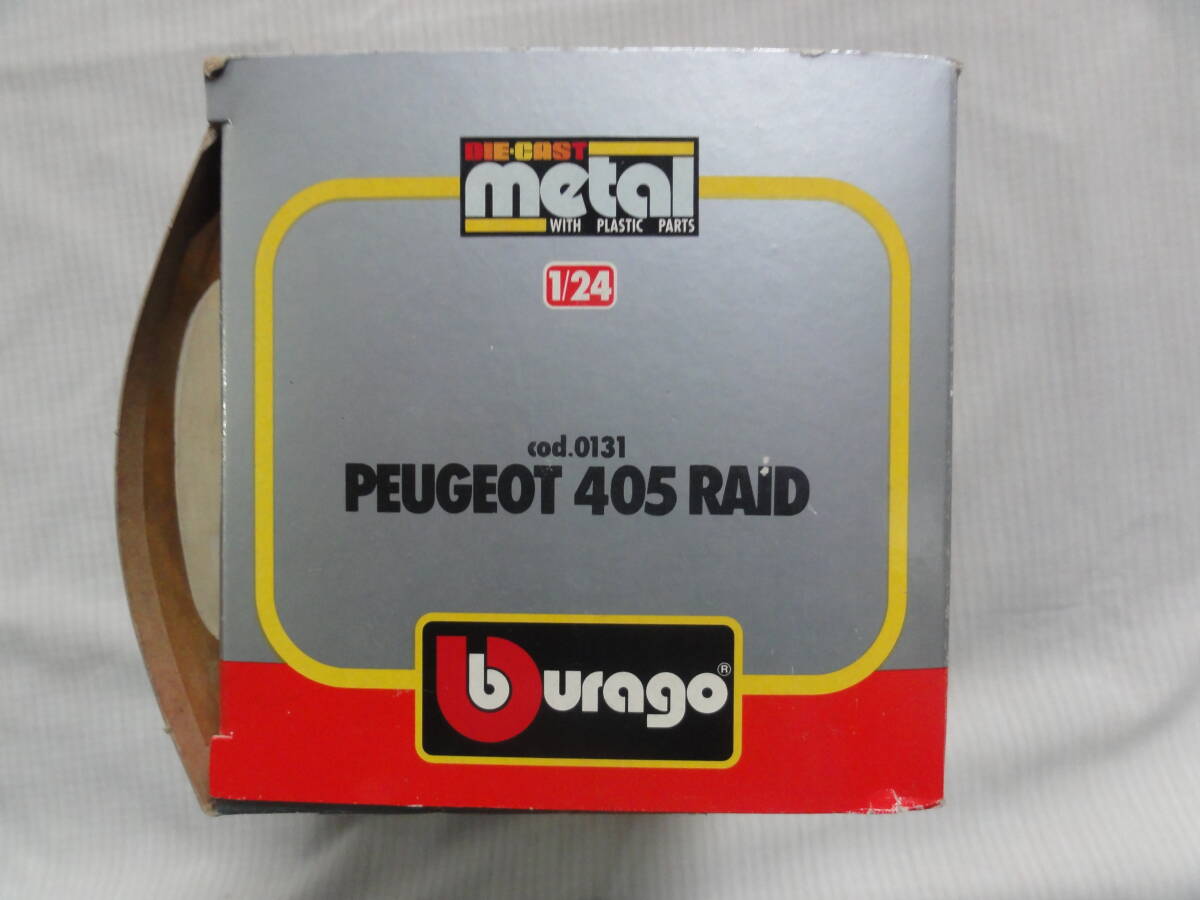 DIE·CAST
metal
WITH PLASTIC PARTS
1/24
cod.0131
PEUGEOT 405 RAiD
burago®